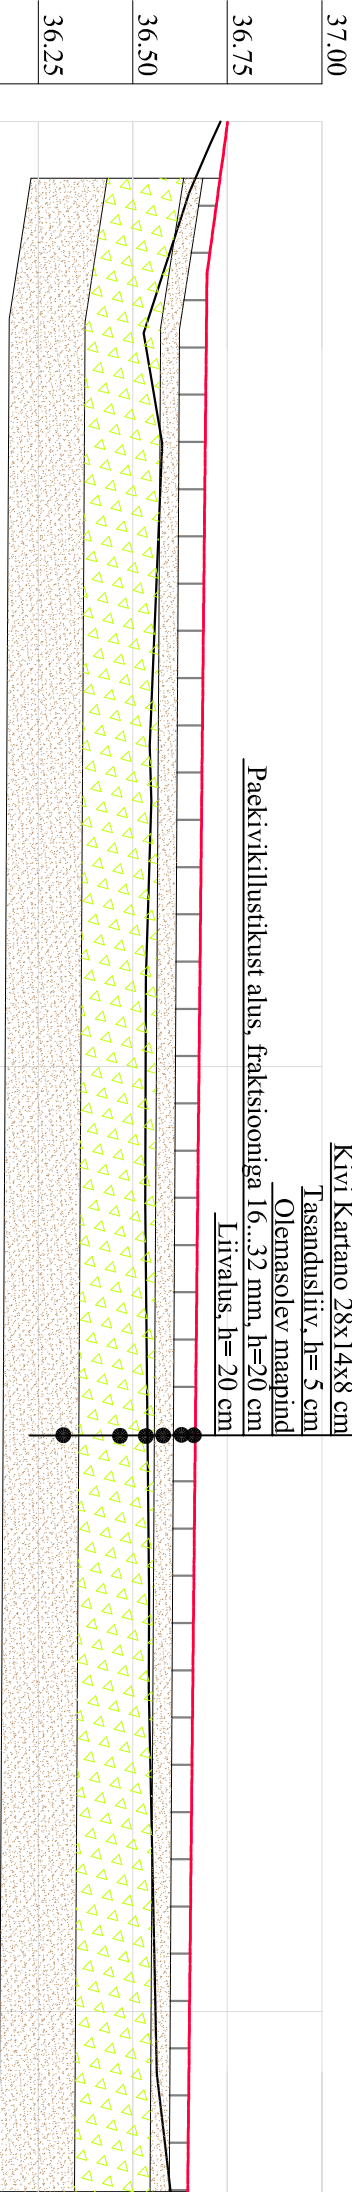 37.00
36.75
36.50
36.25
Kivi Kartano 28x14x8 cm
Tasandusliiv, h= 5 cm
Olemasolev maapind
Paekivikillustikust alus, fraktsiooniga 16...32 mm, h=20 cm
Liivalus, h= 20 cm